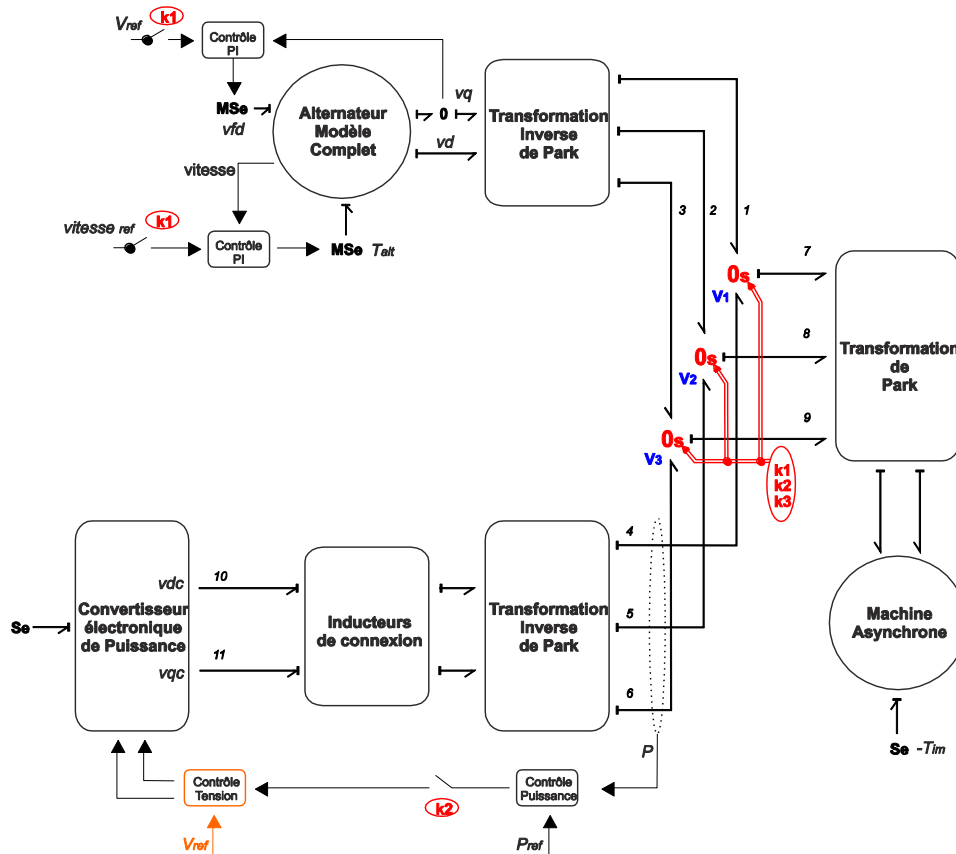 Vref
k1
Contrôle
PI
MSe
vfd
Alternateur
Modèle
Complet
0
vq
vd
Transformation
Inverse
de Park
vitesse
vitesse ref
k1
Contrôle
PI
MSe
Talt
3
2
1
0s
V1
7
0s
V2
8
0s
V3
9
Transformation
de
Park
k1
k2
k3
Se
Convertisseur
électronique
de Puissance
vdc
vqc
10
11
Inducteurs
de connexion
Transformation
Inverse
de Park
4
5
6
Machine
Asynchrone
Se
-Tim
P
Contrôle
Tension
k2
Contrôle
Puissance
Vref
Pref